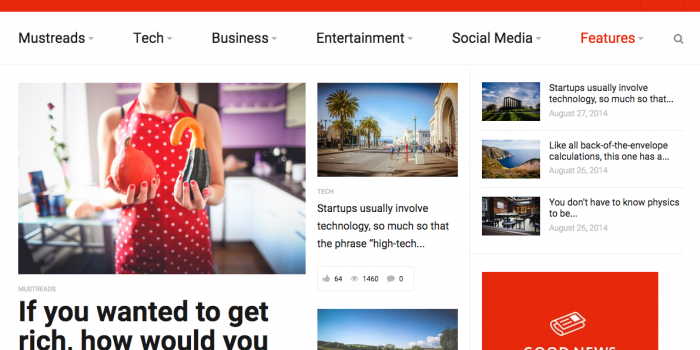 Mustreads
Tech
Business
Entertainment
Social Media
Features
MUSTREADS
If you wanted to get
rich, how would you
TECH
Startups usually involve
technology, so much so that
the phrase “high-tech...
64
1460
0
Startups usually involve
technology, so much so that...
August 27, 2014
Like all back-of-the-envelope
calculations, this one has a...
August 26, 2014
You don't have to know physics
to be...
August 26, 2014
GOOD NEWS